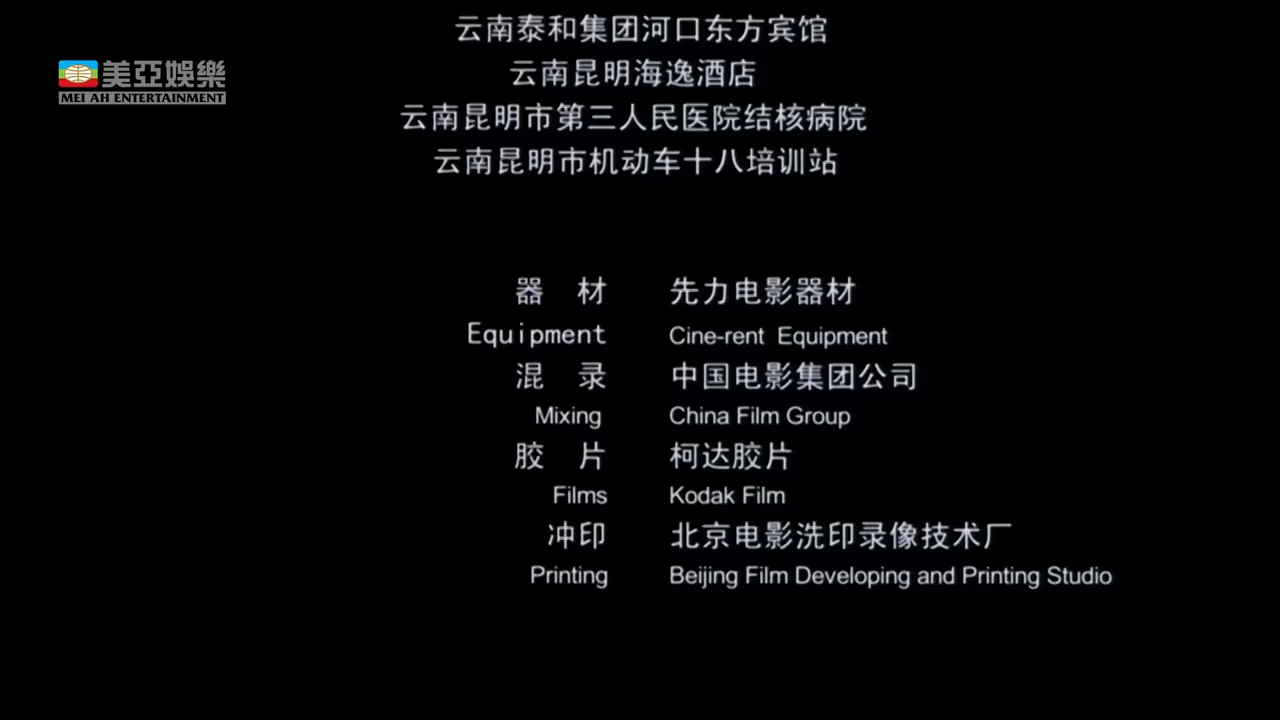 云南泰和集团河口东方宾馆
美亞娛樂
MEI AH ENTERTAINMENT
云南昆明海逸酒店
云南昆明市第三人民医院结核病院
云南昆明市机动车十八培训站
器 材 先力电影器材
Equipment Cine-rent Equipment
混 录 中国电影集团公司
Mixing China Film Group
胶 片 柯达胶片
Films Kodak Film
冲印 北京电影洗印录像技术厂
Printing Beijing Film Developing and Printing Studio